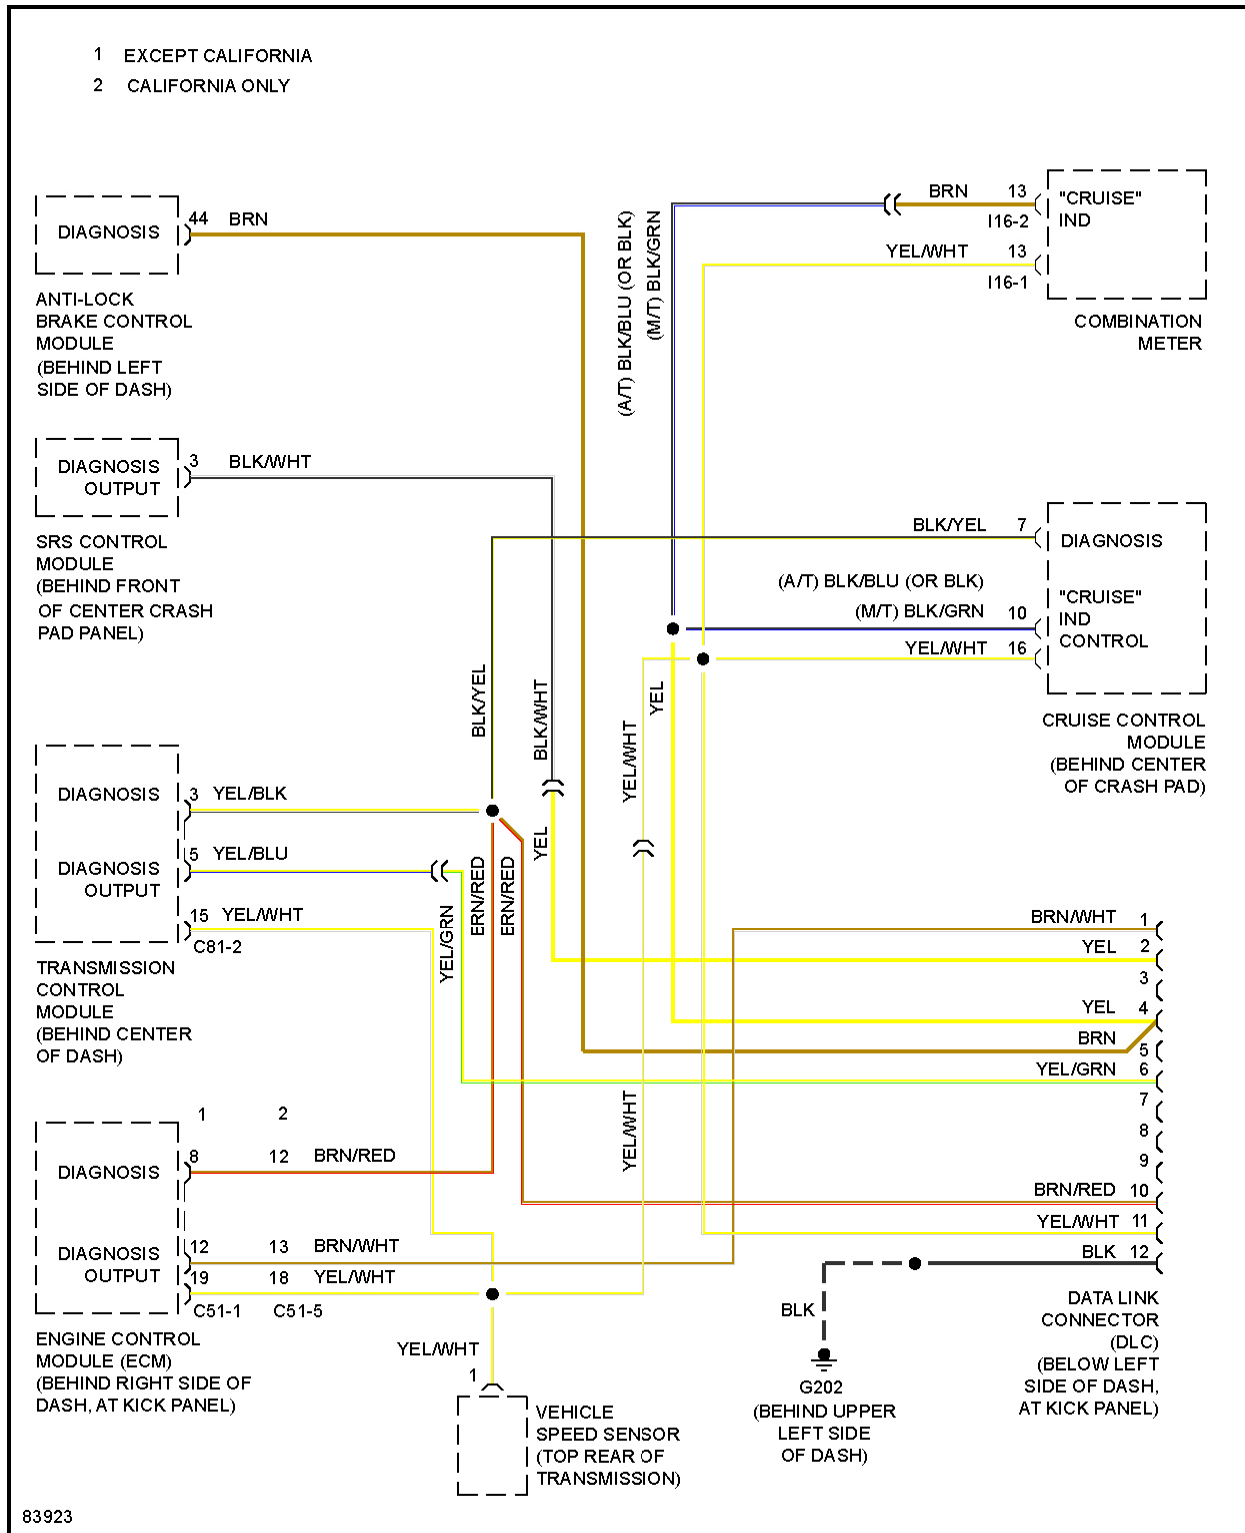 1 EXCEPT CALIFORNIA
2 CALIFORNIA ONLY
DIAGNOSIS
44 BRN
ANTI-LOCK
BRAKE CONTROL
MODULE
(BEHIND LEFT
SIDE OF DASH)
DIAGNOSIS
OUTPUT
3 BLK/WHT
SRS CONTROL
MODULE
(BEHIND FRONT
OF CENTER CRASH
PAD PANEL)
(A/T) BLK/BLU (OR BLK)
(M/T) BLK/GRN
BRN 13
I16-2
YEL/WHT 13
I16-1
"CRUISE"
IND
COMBINATION
METER
BLK/YEL 7
DIAGNOSIS
(A/T) BLK/BLU (OR BLK)
(M/T) BLK/GRN 10
YEL/WHT 16
"CRUISE"
IND
CONTROL
CRUISE CONTROL
MODULE
(BEHIND CENTER
OF CRASH PAD)
BLK/YEL
BLK/WHT
YEL
YEL/WHT
YEL
DIAGNOSIS
3 YEL/BLK
DIAGNOSIS
OUTPUT
5 YEL/BLU
15 YEL/WHT
C81-2
TRANSMISSION
CONTROL
MODULE
(BEHIND CENTER
OF DASH)
YEL/GRN
ERN/RED
ERN/RED
YEL/WHT
BRN/WHT 1
YEL 2
3
YEL 4
BRN
5
YEL/GRN 6
7
8
9
BRN/RED 10
YEL/WHT 11
BLK 12
DATA LINK
CONNECTOR
(DLC)
(BELOW LEFT
SIDE OF DASH,
AT KICK PANEL)
1 2
DIAGNOSIS
8 12 BRN/RED
DIAGNOSIS
OUTPUT
12 13 BRN/WHT
19 18 YEL/WHT
C51-1 C51-5
ENGINE CONTROL
MODULE (ECM)
(BEHIND RIGHT SIDE OF
DASH, AT KICK PANEL)
YEL/WHT
1
VEHICLE
SPEED SENSOR
(TOP REAR OF
TRANSMISSION)
BLK
G202
(BEHIND UPPER
LEFT SIDE
OF DASH)
83923